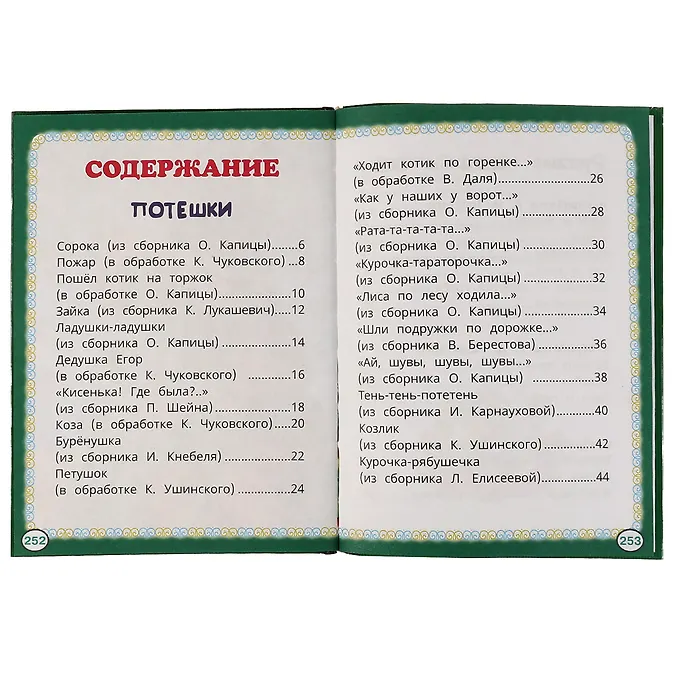 СОДЕРЖАНИЕ
ПОТЕШКИ
Сорока (из сборника О. Капицы).......6
Пожар (в обработке К. Чуковского)..8
Пошёл котик на торжок
(в обработке О. Капицы)...................10
Зайка (из сборника К. Лукашевич).....12
Ладушки-ладушки
(из сборника О. Капицы)...................14
Дедушка Егор
(в обработке К. Чуковского) ............16
«Кисенька! Где была?..»
(из сборника П. Шейна)....................18
Коза (в обработке К. Чуковского)....20
Бурёнушка
(из сборника И. Кнебеля).................22
Петушок
(в обработке К. Ушинского)..............24
252
«Ходит котик по горенке...»
(в обработке В. Даля)......................26
«Как у наших у ворот...»
(из сборника О. Капицы)..................28
«Рата-та-та-та-та...»
(из сборника О. Капицы)..................30
«Курочка-тараторочка...»
(из сборника О. Капицы)..................32
«Лиса по лесу ходила...»
(из сборника О. Капицы)..................34
«Шли подружки по дорожке...»
(из сборника В. Берестова)...............36
«Ай, шувы, шувы, шувы...»
(из сборника О. Капицы) ................38
Тень-тень-потетень
(из сборника И. Карнауховой)..........40
Козлик
(из сборника К. Ушинского)..............42
Курочка-рябушечка
(из сборника Л. Елисеевой)..............44
253